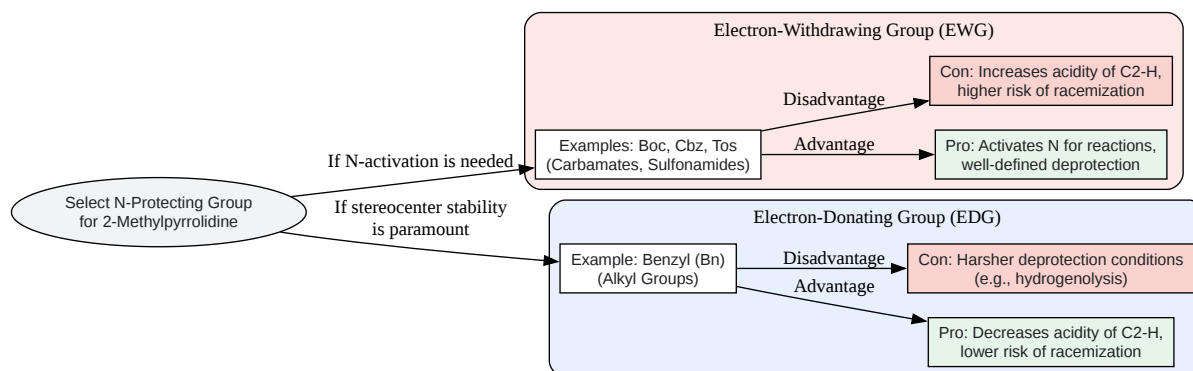 Electron-Withdrawing Group (EWG)
Con: Increases acidity of C2-H,
higher risk of racemization
Disadvantage
Examples: Boc, Cbz, Tos
(Carbamates, Sulfonamides)
Advantage
Pro: Activates N for reactions,
well-defined deprotection
If N-activation is needed
Select N-Protecting Group
for 2-Methylpyrrolidine
If stereocenter stability
is paramount
Electron-Donating Group (EDG)
Example: Benzyl (Bn)
(Alkyl Groups)
Disadvantage
Con: Harsher deprotection conditions
(e.g., hydrogenolysis)
Advantage
Pro: Decreases acidity of C2-H,
lower risk of racemization